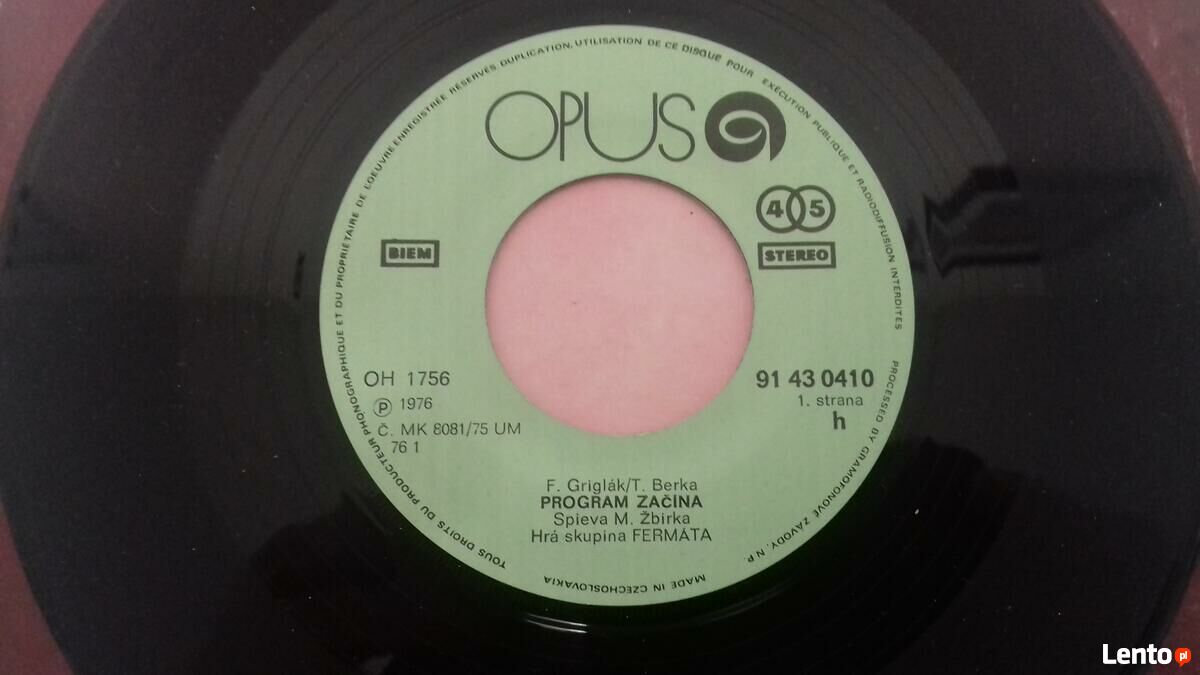 TOUS DROITS DU PRODUCTEUR PHONOGRAPHIQUE ET DU PROPRIETAIRE DE L'OEUVRE ENREGISTRÉE RÉSERVÉS DUPLICATION, UTILISATION DE CE DISQUE POUR EXÉCUTION PUBLIQUE ET RADIODIFFUSION INTERDITES
PROCESSED BY GRAMOFONOVÉ ZÁVODY, N.P.
MADE IN CZECHOSLOVAKIA
OPUS
45
BIEM
STEREO
OH 1756
91 43 0410
Ⓟ 1976
1. strana
Č. MK 8081/75 UM
h
76 1
F. Griglák/T. Berka
PROGRAM ZAČINA
Spieva M. Žbirka
Hrá skupina FERMÁTA
Lento pl